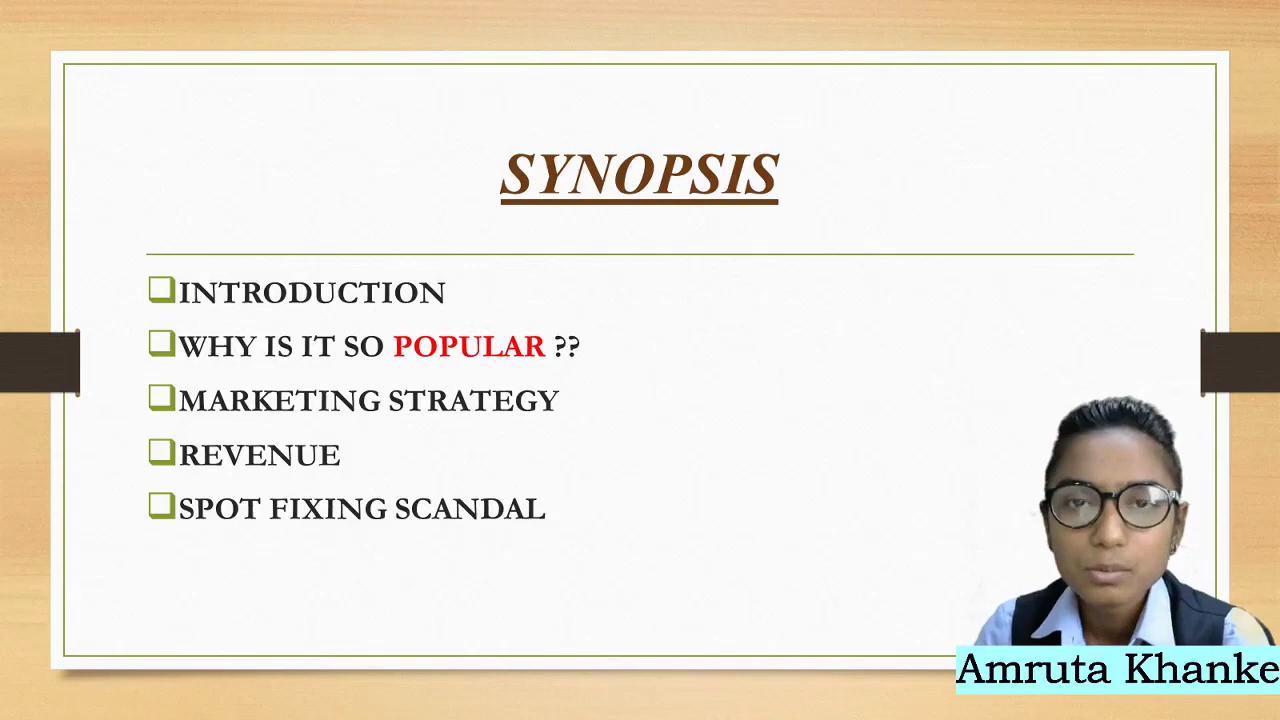 SYNOPSIS
INTRODUCTION
WHY IS IT SO POPULAR ??
MARKETING STRATEGY
REVENUE
SPOT FIXING SCANDAL
Amruta Khanke